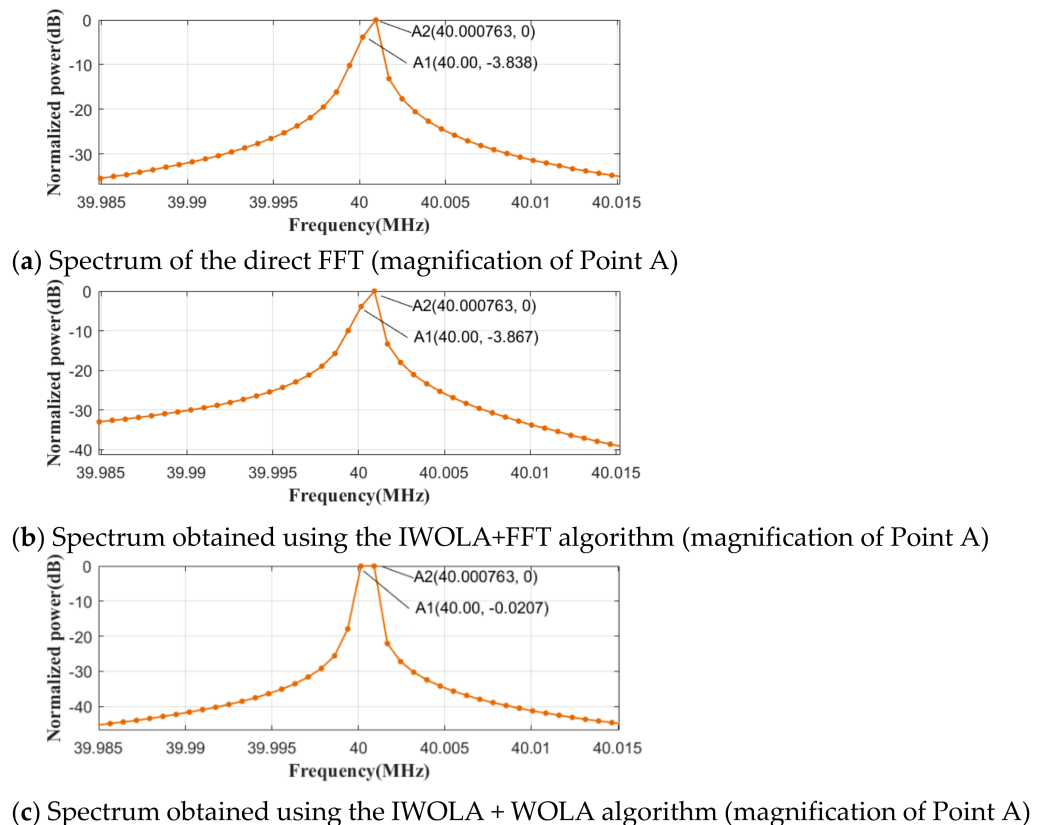 0
A2(40.000763, 0)
A1(40.00, -3.838)
-10
-20
-30
Normalized power(dB)
39.985 39.99 39.995 40 40.005 40.01 40.015
Frequency(MHz)
(a) Spectrum of the direct FFT (magnification of Point A)
0
A2(40.000763, 0)
A1(40.00, -3.867)
-10
-20
-30
-40
Normalized power(dB)
39.985 39.99 39.995 40 40.005 40.01 40.015
Frequency(MHz)
(b) Spectrum obtained using the IWOLA+FFT algorithm (magnification of Point A)
0
A2(40.000763, 0)
A1(40.00, -0.0207)
-10
-20
-30
-40
Normalized power(dB)
39.985 39.99 39.995 40 40.005 40.01 40.015
Frequency(MHz)
(c) Spectrum obtained using the IWOLA + WOLA algorithm (magnification of Point A)